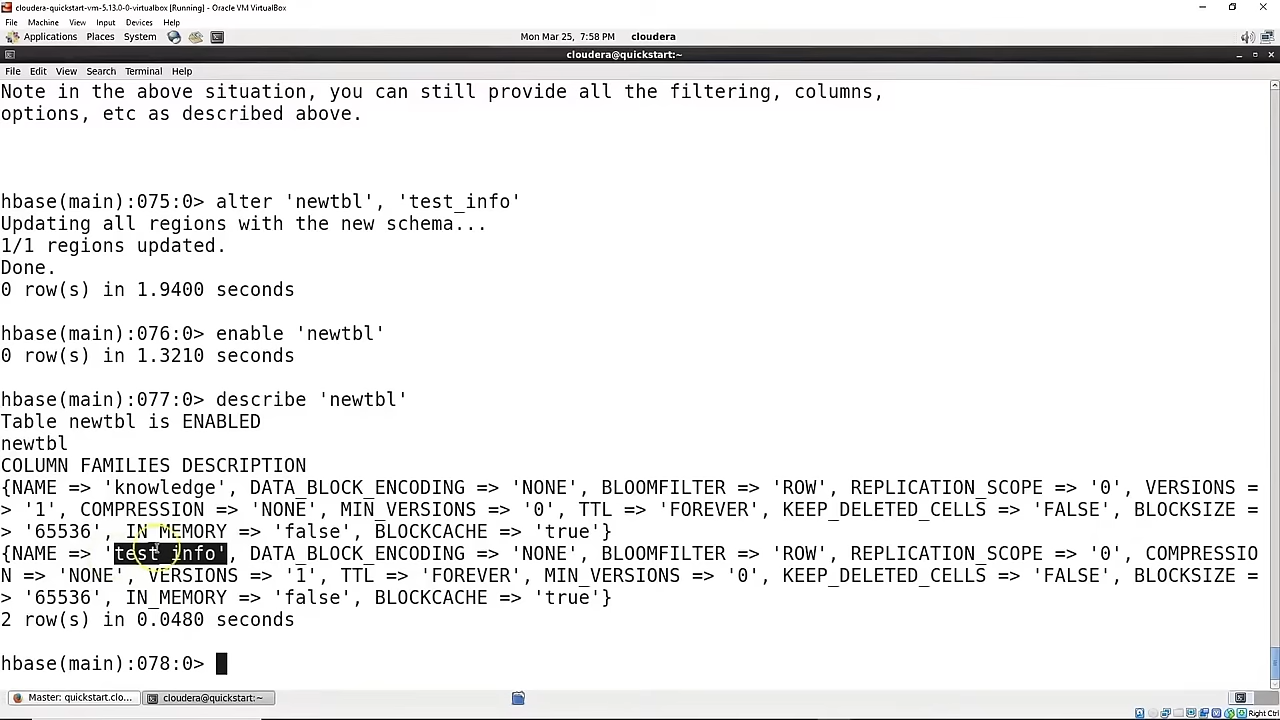 cloudera-quickstart-vm-5.13.0-0-virtualbox [Running] - Oracle VM VirtualBox
File Machine View Input Devices Help
Applications Places System Mon Mar 25, 7:58 PM cloudera
cloudera@quickstart:~
File Edit View Search Terminal Help
Note in the above situation, you can still provide all the filtering, columns,
options, etc as described above.
hbase(main):075:0> alter 'newtbl', 'test_info'
Updating all regions with the new schema...
1/1 regions updated.
Done.
0 row(s) in 1.9400 seconds
hbase(main):076:0> enable 'newtbl'
0 row(s) in 1.3210 seconds
hbase(main):077:0> describe 'newtbl'
Table newtbl is ENABLED
newtbl
COLUMN FAMILIES DESCRIPTION
{NAME => 'knowledge', DATA_BLOCK_ENCODING => 'NONE', BLOOMFILTER => 'ROW', REPLICATION_SCOPE => '0', VERSIONS =
> '1', COMPRESSION => 'NONE', MIN_VERSIONS => '0', TTL => 'FOREVER', KEEP_DELETED_CELLS => 'FALSE', BLOCKSIZE =
> '65536', IN_MEMORY => 'false', BLOCKCACHE => 'true'}
{NAME => 'test_info', DATA_BLOCK_ENCODING => 'NONE', BLOOMFILTER => 'ROW', REPLICATION_SCOPE => '0', COMPRESSIO
N => 'NONE', VERSIONS => '1', TTL => 'FOREVER', MIN_VERSIONS => '0', KEEP_DELETED_CELLS => 'FALSE', BLOCKSIZE =
> '65536', IN_MEMORY => 'false', BLOCKCACHE => 'true'}
2 row(s) in 0.0480 seconds
hbase(main):078:0>
Master: quickstart.clo... cloudera@quickstart:~
Right Ctrl